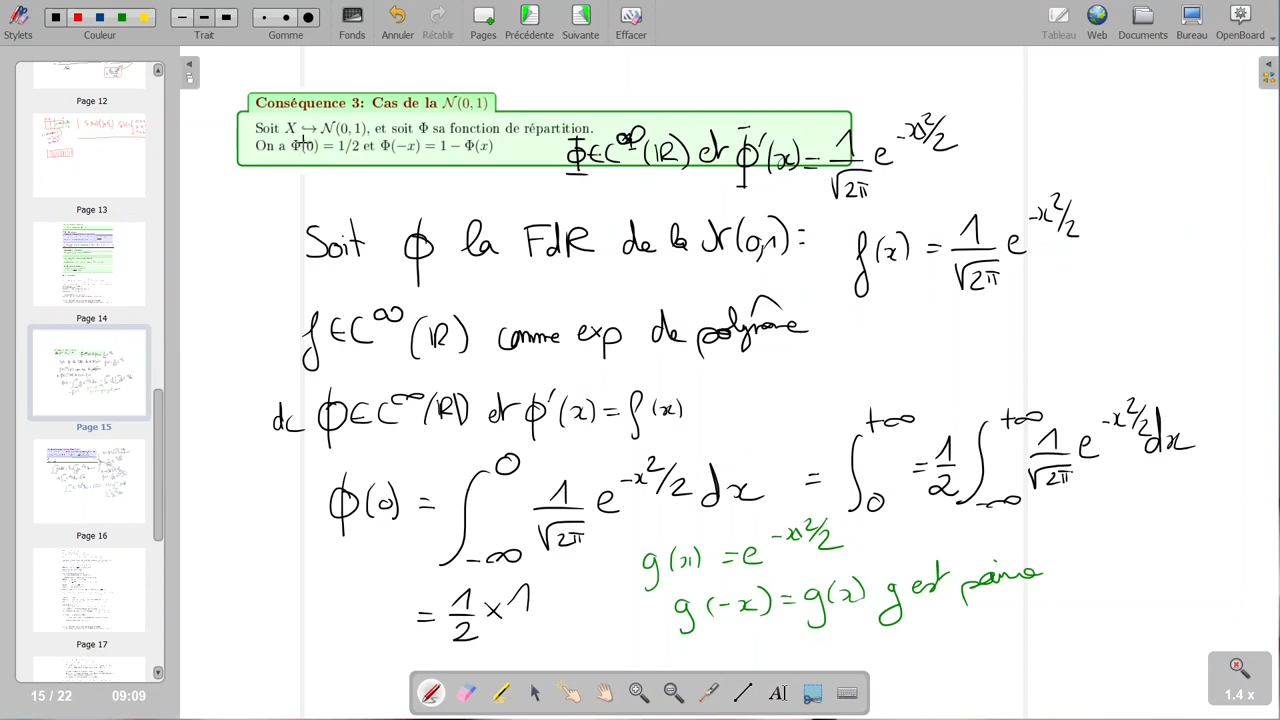 Stylets Couleur Trait Gomme Fonds Annuler Rétablir Pages Précédente Suivante Effacer Tableau Web Documents Bureau OpenBoard
Page 12
Page 13
Page 14
Page 15
Page 16
Page 17
15 / 22 09:09
Conséquence 3: Cas de la N(0,1)
Soit X ↪ N(0,1), et soit Φ sa fonction de répartition.
On a Φ(0) = 1/2 et Φ(−x) = 1 − Φ(x)
Φ∈C^∞(ℝ) et Φ'(x) = 1/√2π e^{-x²/2}
Soit ϕ la FdR de la N(0,1) : f(x) = 1/√2π e^{-x²/2}
f∈C^∞(ℝ) comme exp de polynôme
dc ϕ∈C^∞(ℝ) et ϕ'(x) = f(x)
ϕ(0) = ∫_{-∞}^{0} 1/√2π e^{-x²/2} dx = ∫_{0}^{+∞} = 1/2 ∫_{-∞}^{+∞} 1/√2π e^{-x²/2} dx
g(x) = e^{-x²/2}
= 1/2 × 1
g(-x) = g(x) g est paire
1.4 x